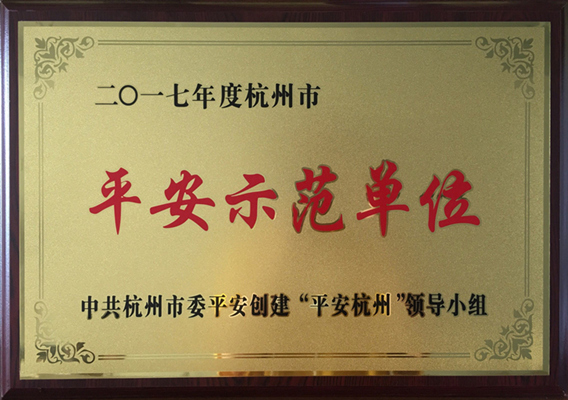 二〇一七年度杭州市
平安示范单位
中共杭州市委平安创建“平安杭州”领导小组